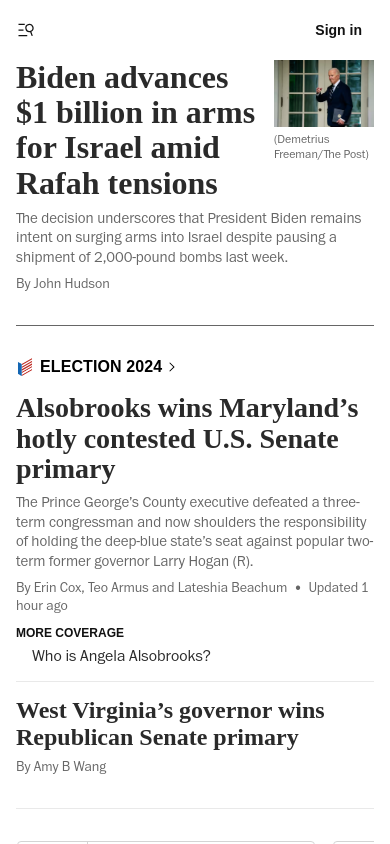 Sign in
Biden advances
$1 billion in arms
for Israel amid
Rafah tensions
(Demetrius
Freeman/The Post)
The decision underscores that President Biden remains
intent on surging arms into Israel despite pausing a
shipment of 2,000-pound bombs last week.
By John Hudson
ELECTION 2024
Alsobrooks wins Maryland’s
hotly contested U.S. Senate
primary
The Prince George’s County executive defeated a three-
term congressman and now shoulders the responsibility
of holding the deep-blue state’s seat against popular two-
term former governor Larry Hogan (R).
By Erin Cox, Teo Armus and Lateshia Beachum • Updated 1
hour ago
MORE COVERAGE
Who is Angela Alsobrooks?
West Virginia’s governor wins
Republican Senate primary
By Amy B Wang